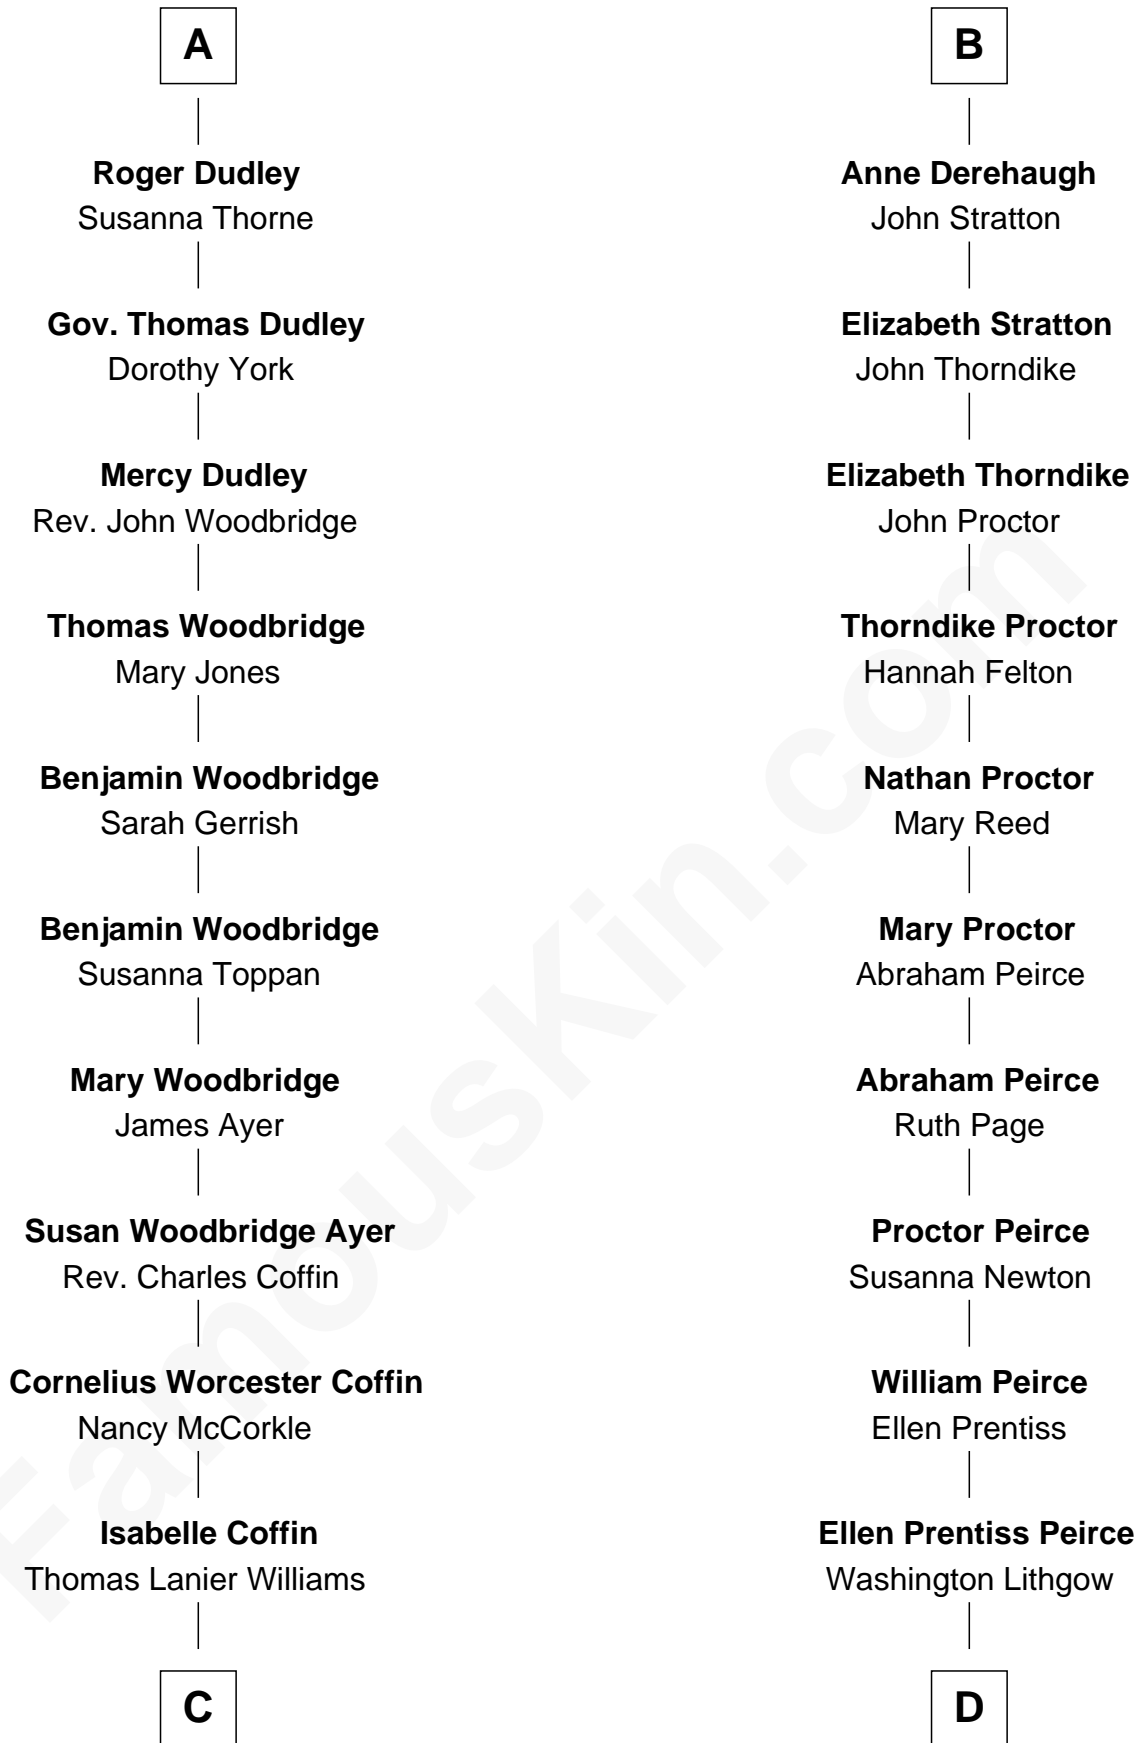 A
Roger Dudley
Susanna Thorne
Gov. Thomas Dudley
Dorothy York
Mercy Dudley
Rev. John Woodbridge
Thomas Woodbridge
Mary Jones
Benjamin Woodbridge
Sarah Gerrish
Benjamin Woodbridge
Susanna Toppan
Mary Woodbridge
James Ayer
Susan Woodbridge Ayer
Rev. Charles Coffin
Cornelius Worcester Coffin
Nancy McCorkle
Isabelle Coffin
Thomas Lanier Williams
C
B
Anne Derehaugh
John Stratton
Elizabeth Stratton
John Thorndike
Elizabeth Thorndike
John Proctor
Thorndike Proctor
Hannah Felton
Nathan Proctor
Mary Reed
Mary Proctor
Abraham Peirce
Abraham Peirce
Ruth Page
Proctor Peirce
Susanna Newton
William Peirce
Ellen Prentiss
Ellen Prentiss Peirce
Washington Lithgow
D
FamousKin.com